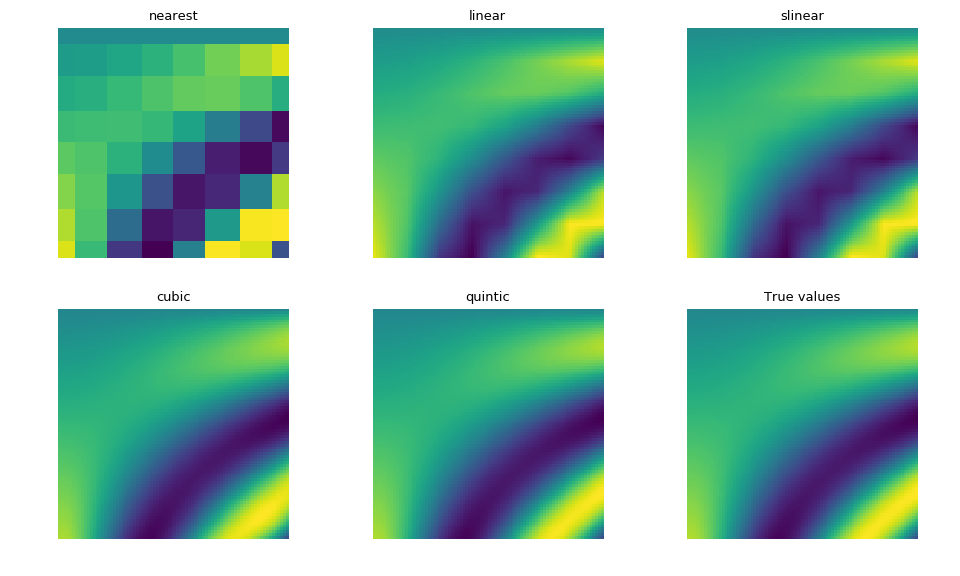 nearest
linear
slinear
cubic
quintic
True values